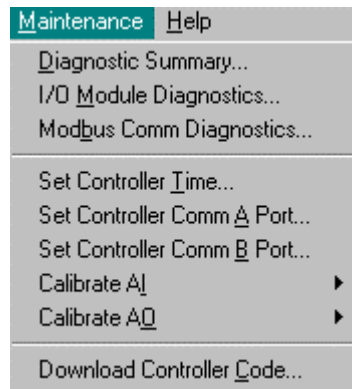 Maintenance Help
Diagnostic Summary...
I/O Module Diagnostics...
Modbus Comm Diagnostics...
Set Controller Time...
Set Controller Comm A Port...
Set Controller Comm B Port...
Calibrate AI
Calibrate AO
Download Controller Code...